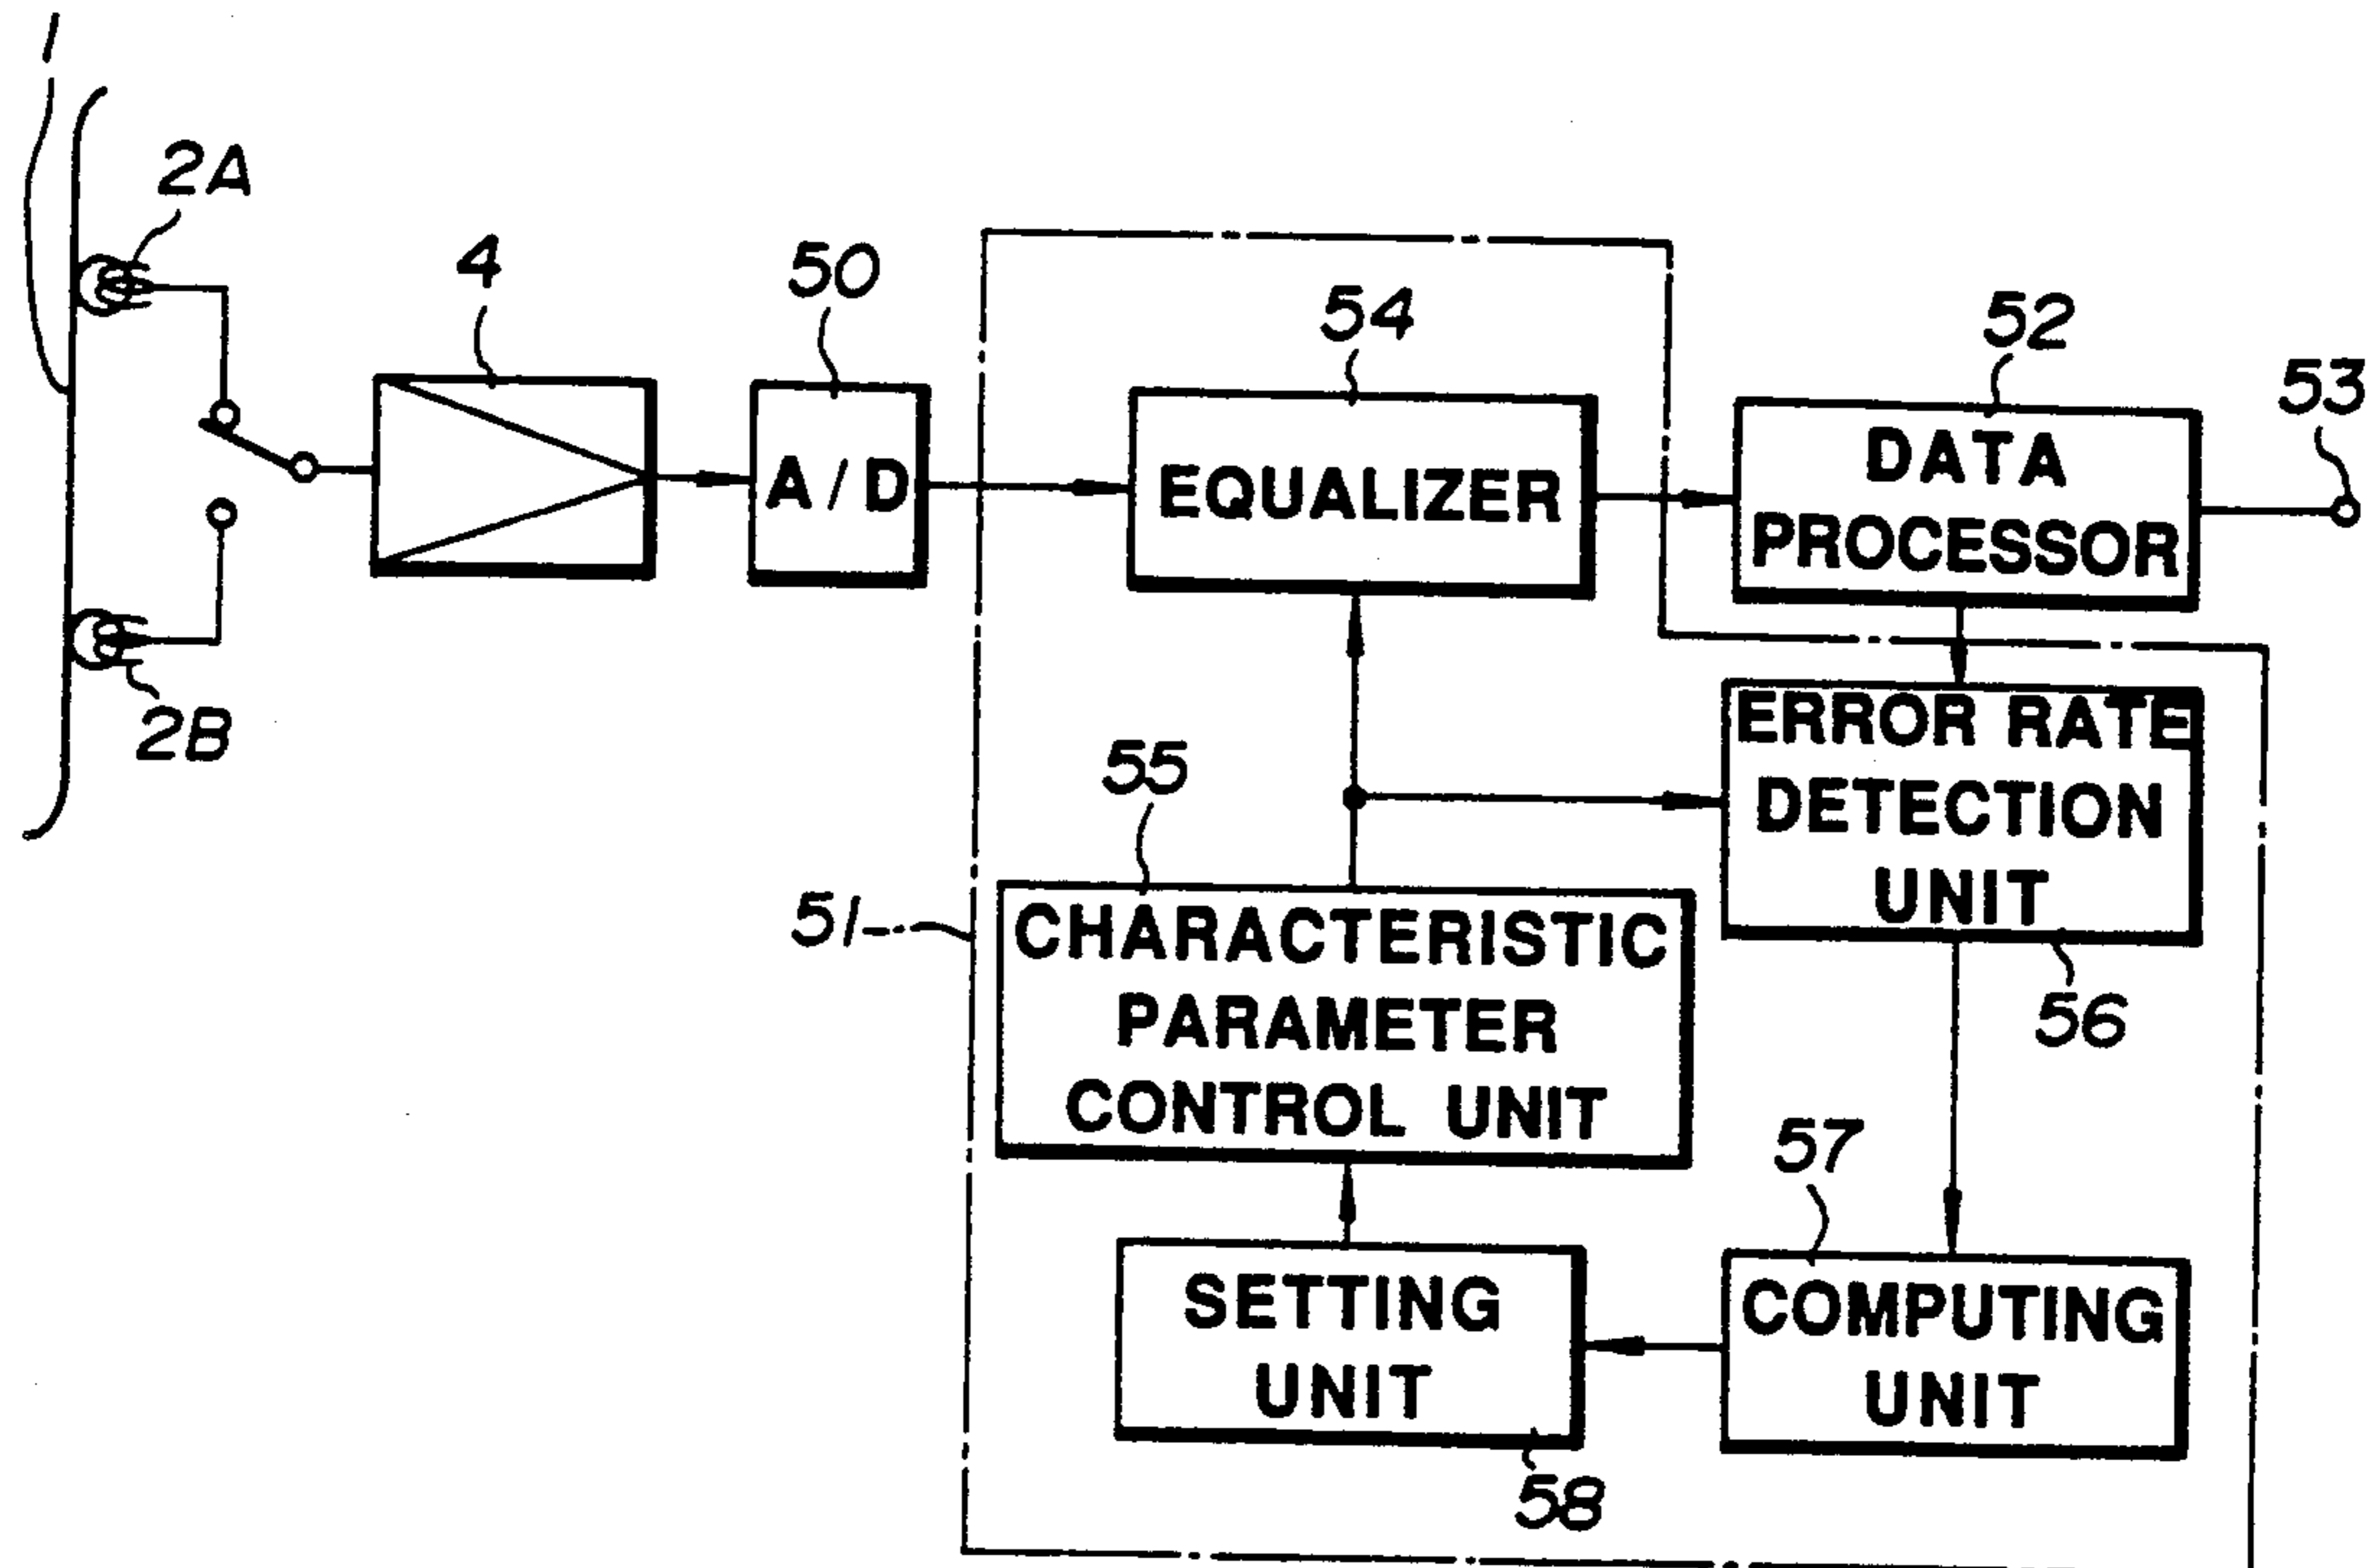 1
2A
4
50
54
52
53
A/D
EQUALIZER
DATA
PROCESSOR
2B
55
ERROR RATE
DETECTION
UNIT
51
CHARACTERISTIC
PARAMETER
CONTROL UNIT
56
57
SETTING
UNIT
COMPUTING
UNIT
58